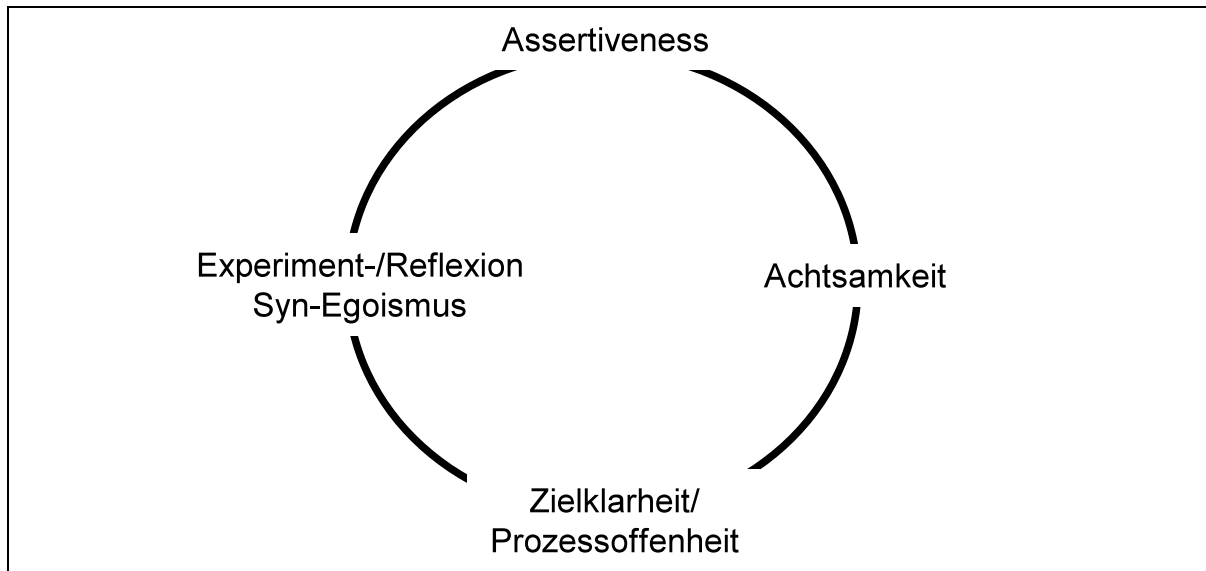 Assertiveness
Experiment-/Reflexion
Syn-Egoismus
Achtsamkeit
Zielklarheit/
Prozessoffenheit